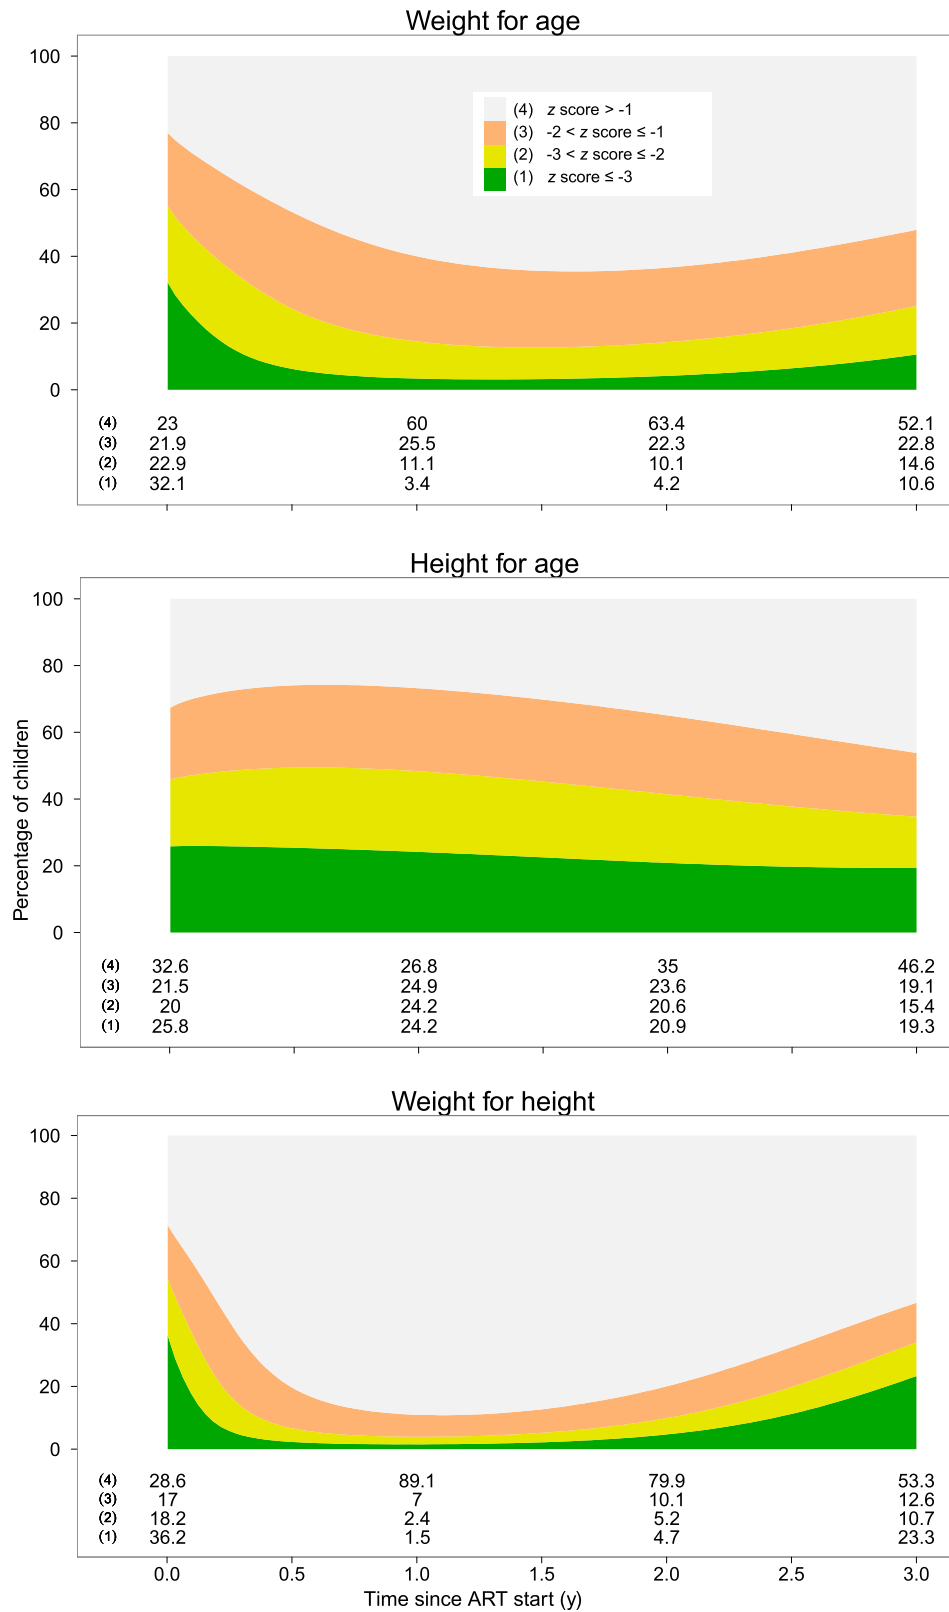 Weight for age
100
80
60
40
20
0
(4) z score > -1
(3) -2 < z score ≤ -1
(2) -3 < z score ≤ -2
(1) z score ≤ -3
(4) 23 60 63.4 52.1
(3) 21.9 25.5 22.3 22.8
(2) 22.9 11.1 10.1 14.6
(1) 32.1 3.4 4.2 10.6
Height for age
Percentage of children
100
80
60
40
20
0
(4) 32.6 26.8 35 46.2
(3) 21.5 24.9 23.6 19.1
(2) 20 24.2 20.6 15.4
(1) 25.8 24.2 20.9 19.3
Weight for height
100
80
60
40
20
0
(4) 28.6 89.1 79.9 53.3
(3) 17 7 10.1 12.6
(2) 18.2 2.4 5.2 10.7
(1) 36.2 1.5 4.7 23.3
0.0 0.5 1.0 1.5 2.0 2.5 3.0
Time since ART start (y)